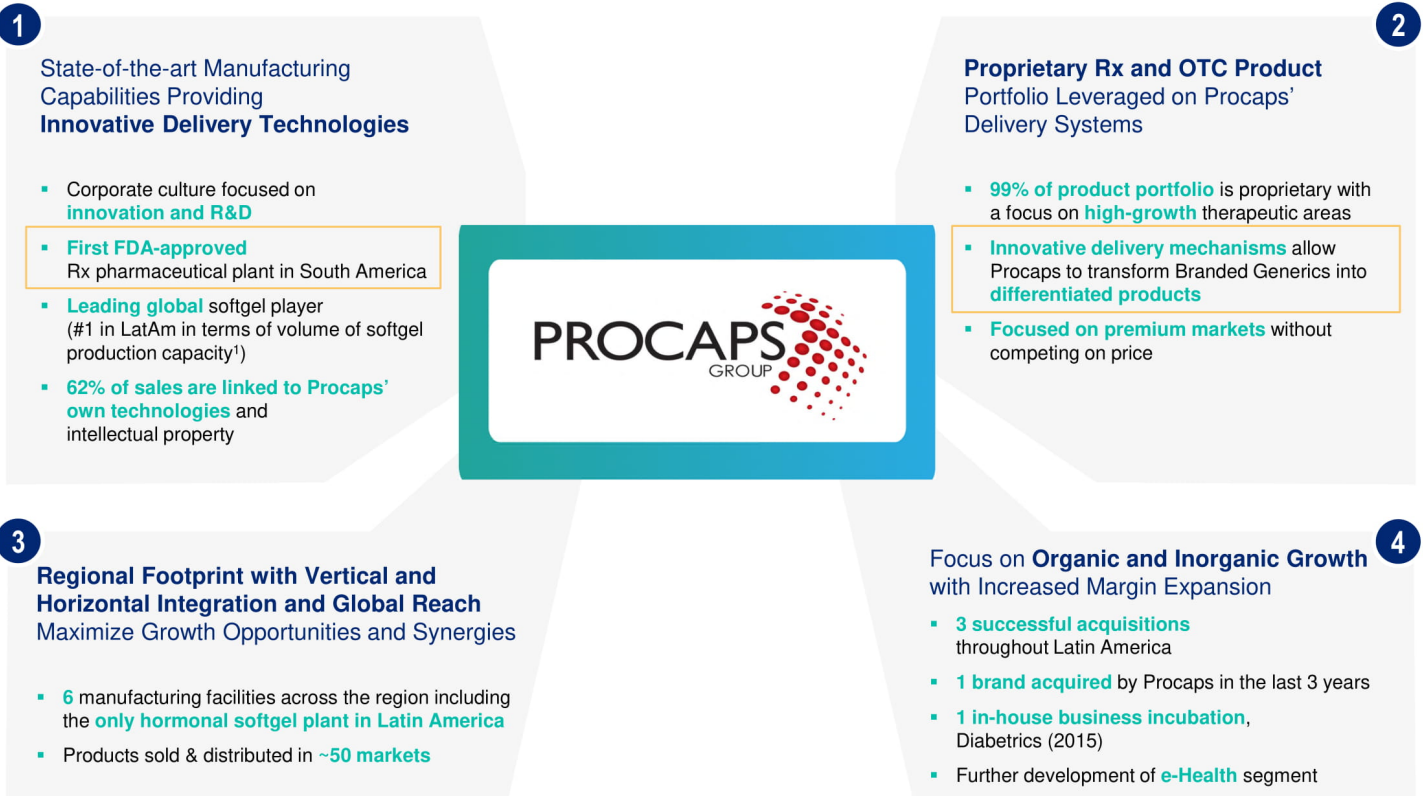 1
State-of-the-art Manufacturing
Capabilities Providing
Innovative Delivery Technologies
▪ Corporate culture focused on
innovation and R&D
▪ First FDA-approved
Rx pharmaceutical plant in South America
▪ Leading global softgel player
(#1 in LatAm in terms of volume of softgel
production capacity¹)
▪ 62% of sales are linked to Procaps’
own technologies and
intellectual property
2
Proprietary Rx and OTC Product
Portfolio Leveraged on Procaps’
Delivery Systems
▪ 99% of product portfolio is proprietary with
a focus on high-growth therapeutic areas
▪ Innovative delivery mechanisms allow
Procaps to transform Branded Generics into
differentiated products
▪ Focused on premium markets without
competing on price
PROCAPS
GROUP
3
Regional Footprint with Vertical and
Horizontal Integration and Global Reach
Maximize Growth Opportunities and Synergies
▪ 6 manufacturing facilities across the region including
the only hormonal softgel plant in Latin America
▪ Products sold & distributed in ~50 markets
4
Focus on Organic and Inorganic Growth
with Increased Margin Expansion
▪ 3 successful acquisitions
throughout Latin America
▪ 1 brand acquired by Procaps in the last 3 years
▪ 1 in-house business incubation,
Diabetrics (2015)
▪ Further development of e-Health segment